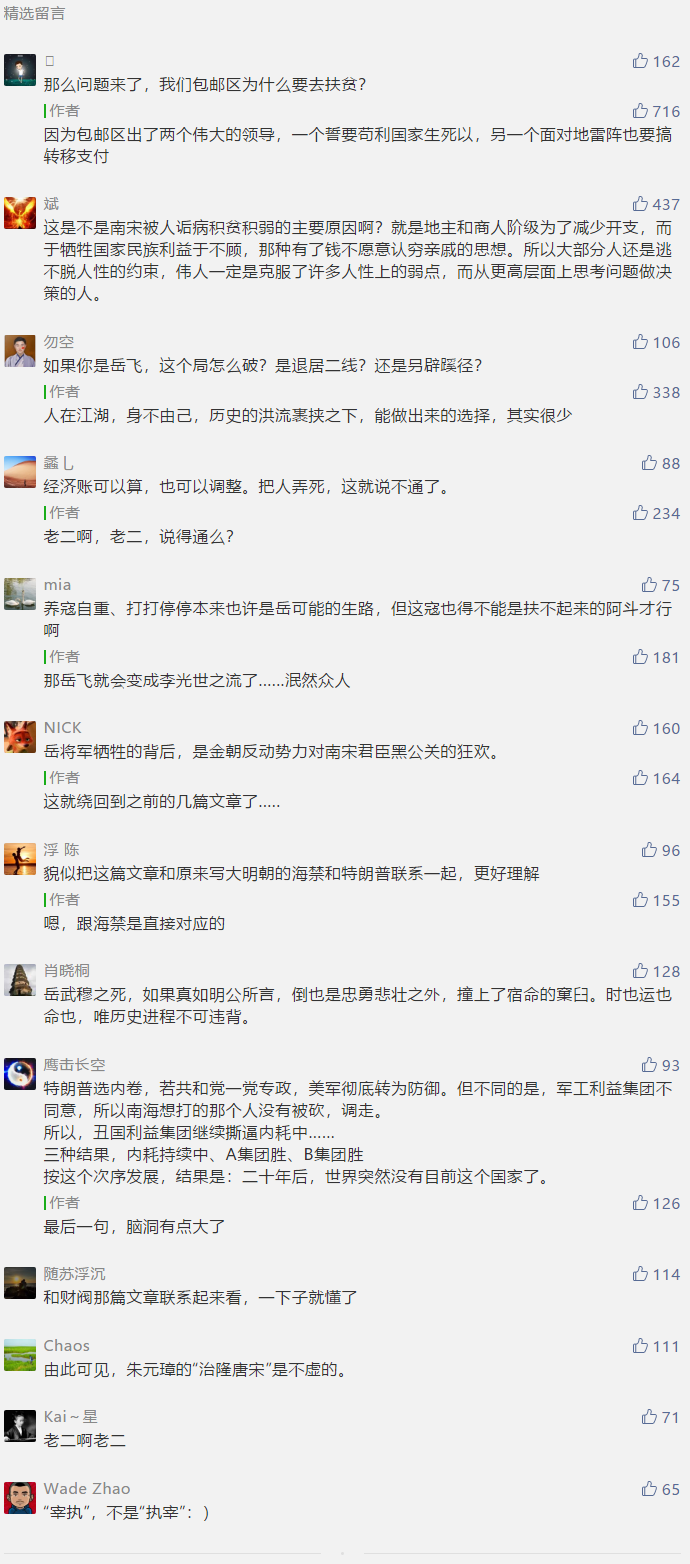 精选留言
162
那么问题来了，我们包邮区为什么要去扶贫？
作者 716
因为包邮区出了两个伟大的领导，一个誓要苟利国家生死以，另一个面对地雷阵也要搞
转移支付
斌 437
这是不是南宋被人诟病积贫积弱的主要原因啊？就是地主和商人阶级为了减少开支，而
于牺牲国家民族利益于不顾，那种有了钱不愿意认穷亲戚的思想。所以大部分人还是逃
不脱人性的约束，伟人一定是克服了许多人性上的弱点，而从更高层面上思考问题做决
策的人。
勿空 106
如果你是岳飞，这个局怎么破？是退居二线？还是另辟蹊径？
作者 338
人在江湖，身不由己，历史的洪流裹挟之下，能做出来的选择，其实很少
蠡乚 88
经济账可以算，也可以调整。把人弄死，这就说不通了。
作者 234
老二啊，老二，说得通么？
mia 75
养寇自重、打打停停本来也许是岳可能的生路，但这寇也得不能是扶不起来的阿斗才行
啊
作者 181
那岳飞就会变成李光世之流了......泯然众人
NICK 160
岳将军牺牲的背后，是金朝反动势力对南宋君臣黑公关的狂欢。
作者 164
这就绕回到之前的几篇文章了.....
浮 陈 96
貌似把这篇文章和原来写大明朝的海禁和特朗普联系一起，更好理解
作者 155
嗯，跟海禁是直接对应的
肖晓桐 128
岳武穆之死，如果真如明公所言，倒也是忠勇悲壮之外，撞上了宿命的窠臼。时也运也
命也，唯历史进程不可违背。
鹰击长空 93
特朗普选内卷，若共和党一党专政，美军彻底转为防御。但不同的是，军工利益集团不
同意，所以南海想打的那个人没有被砍，调走。
所以，丑国利益集团继续撕逼内耗中......
三种结果，内耗持续中、A集团胜、B集团胜
按这个次序发展，结果是：二十年后，世界突然没有目前这个国家了。
作者 126
最后一句，脑洞有点大了
随苏浮沉 114
和财阀那篇文章联系起来看，一下子就懂了
Chaos 111
由此可见，朱元璋的“治隆唐宋”是不虚的。
Kai～星 71
老二啊老二
Wade Zhao 65
“宰执”，不是“执宰”：)